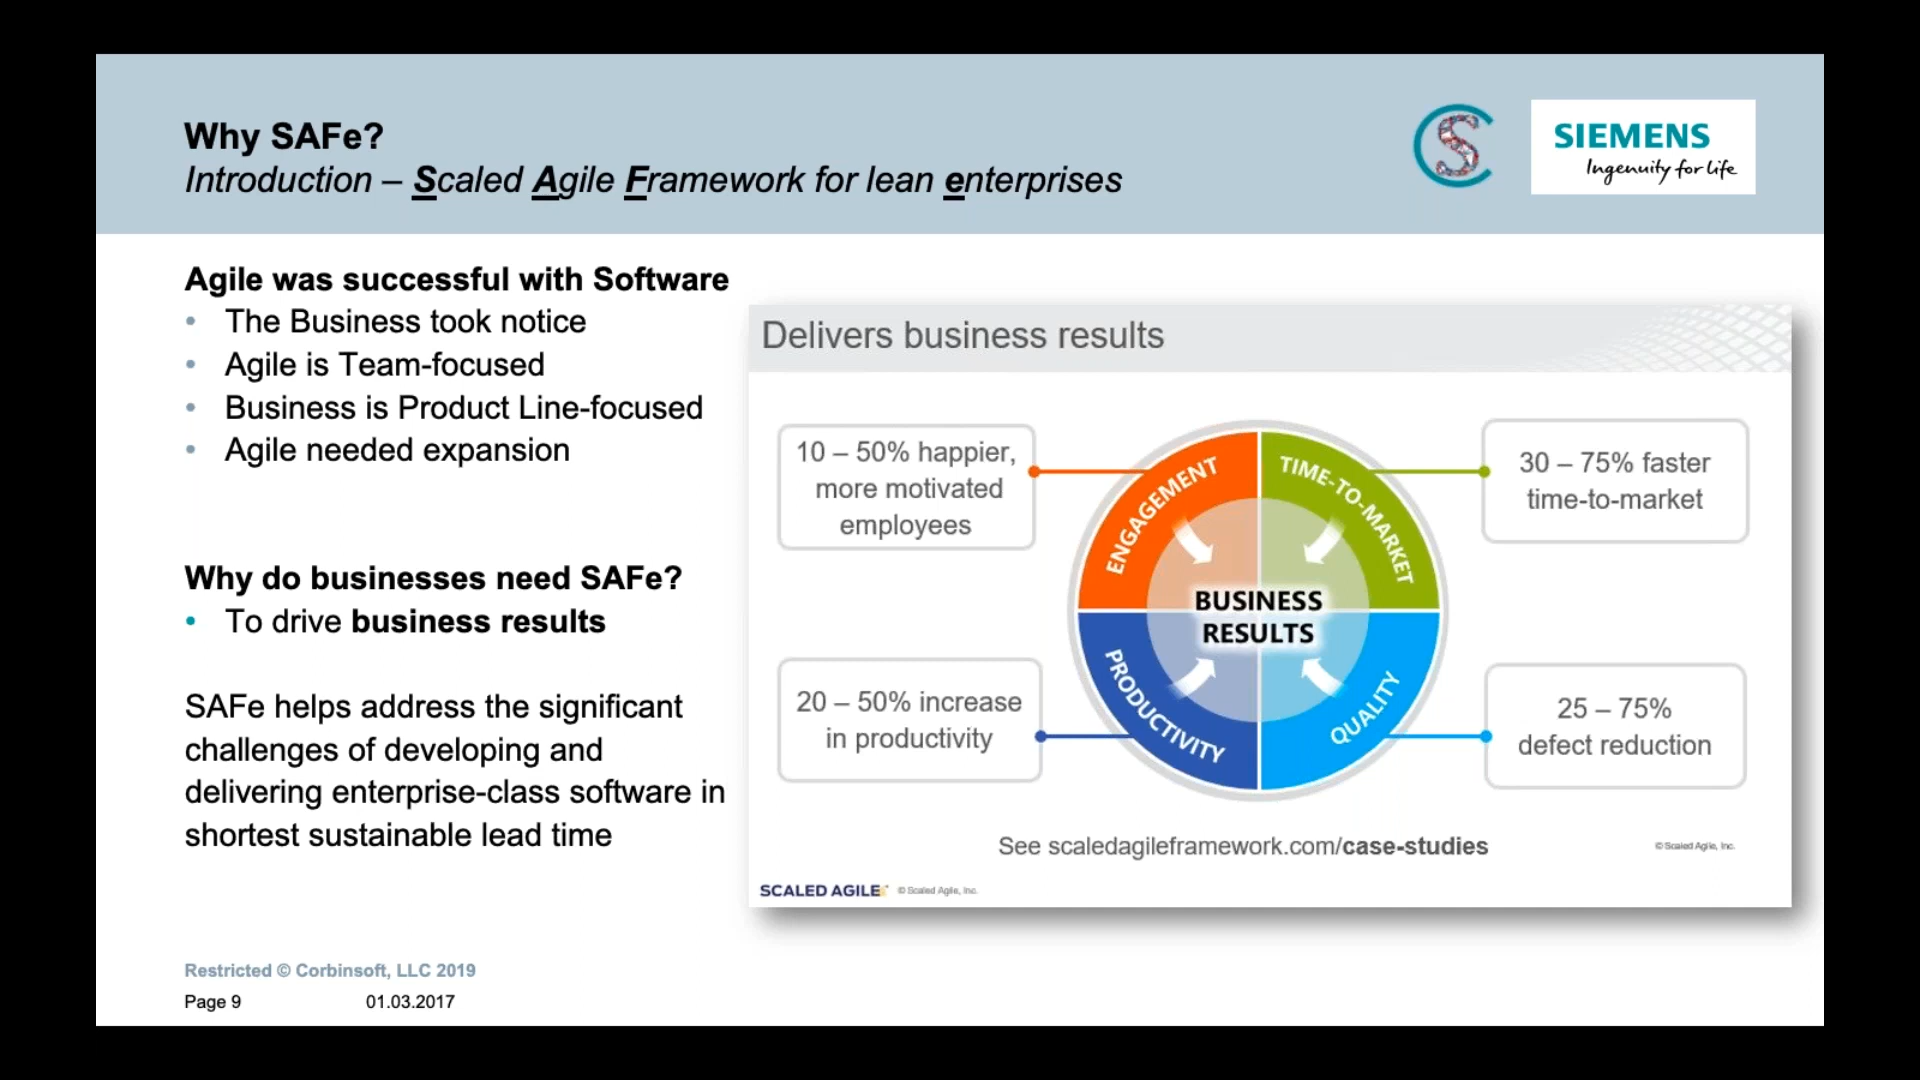 Why SAFe?
Introduction – Scaled Agile Framework for lean enterprises
SIEMENS
Ingenuity for life
Agile was successful with Software
• The Business took notice
• Agile is Team-focused
• Business is Product Line-focused
• Agile needed expansion
Why do businesses need SAFe?
• To drive business results
SAFe helps address the significant
challenges of developing and
delivering enterprise-class software in
shortest sustainable lead time
Delivers business results
10 – 50% happier,
more motivated
employees
ENGAGEMENT
TIME-TO-MARKET
30 – 75% faster
time-to-market
BUSINESS
RESULTS
20 – 50% increase
in productivity
PRODUCTIVITY
QUALITY
25 – 75%
defect reduction
See scaledagileframework.com/case-studies
© Scaled Agile, Inc.
SCALED AGILE © Scaled Agile, Inc.
Restricted © Corbinsoft, LLC 2019
Page 9 01.03.2017